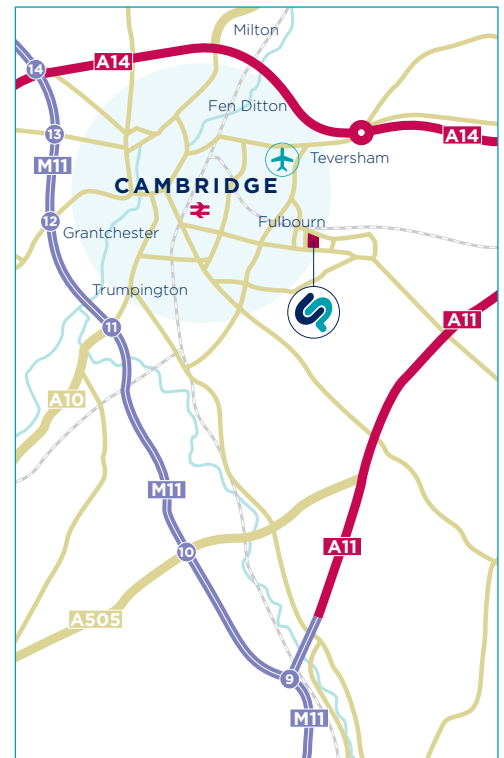 Milton
14
A14
Fen Ditton
13
A14
M11
Teversham
CAMBRIDGE
12
Grantchester
Fulbourn
Trumpington
11
A11
A10
M11
A11
10
A505
9
M11